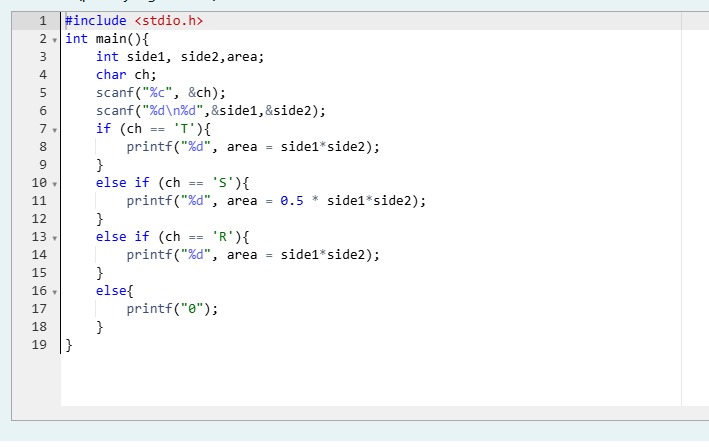 1 #include <stdio.h>
2 int main(){
3     int side1, side2,area;
4     char ch;
5     scanf("%c", &ch);
6     scanf("%d\n%d",&side1,&side2);
7     if (ch == 'T'){
8         printf("%d", area = side1*side2);
9     }
10     else if (ch == 'S'){
11         printf("%d", area = 0.5 * side1*side2);
12     }
13     else if (ch == 'R'){
14         printf("%d", area = side1*side2);
15     }
16     else{
17         printf("0");
18     }
19 }